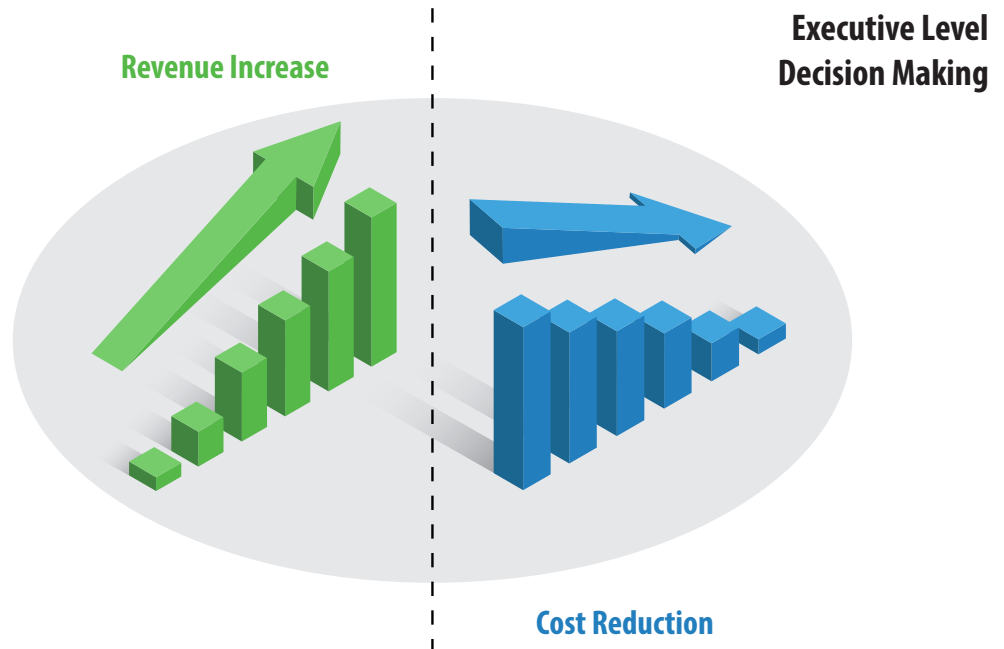 Executive Level
Decision Making
Revenue Increase
Cost Reduction